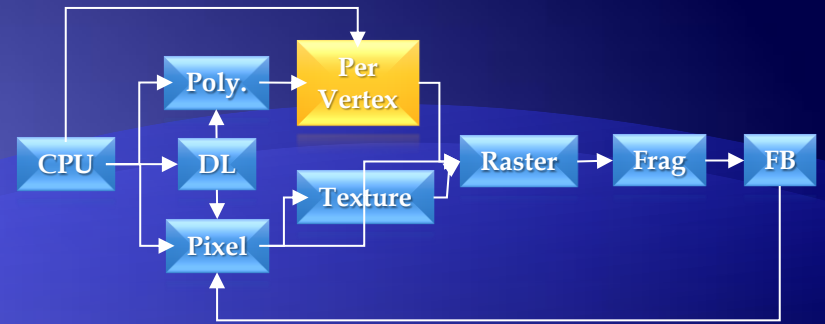 Per
Vertex
Poly.
CPU
DL
Raster
Frag
FB
Texture
Pixel